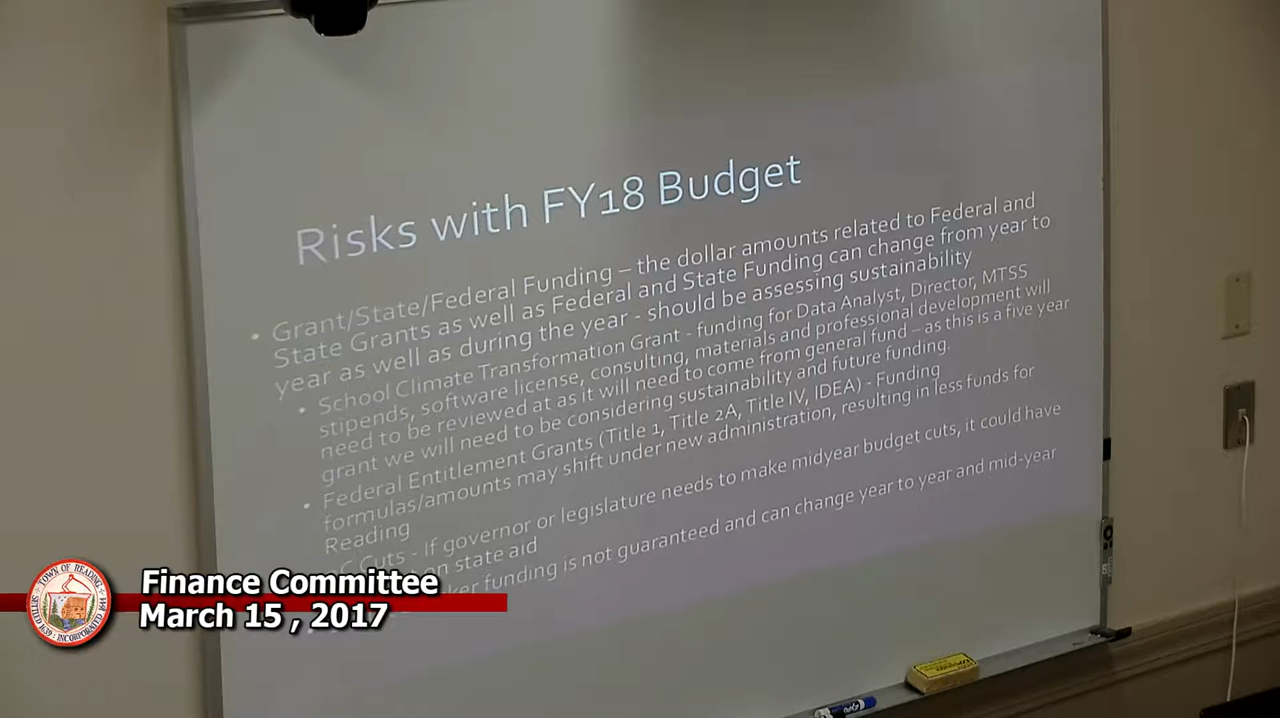 Risks with FY18 Budget
• Grant/State/Federal Funding – the dollar amounts related to Federal and
State Grants as well as Federal and State Funding can change from year to
year as well as during the year - should be assessing sustainability
• School Climate Transformation Grant - funding for Data Analyst, Director, MTSS
stipends, software license, consulting, materials and professional development will
need to be reviewed at as it will need to come from general fund – as this is a five year
grant we will need to be considering sustainability and future funding.
• Federal Entitlement Grants (Title 1, Title 2A, Title IV, IDEA) - Funding
formulas/amounts may shift under new administration, resulting in less funds for
Reading
Cuts - If governor or legislature needs to make midyear budget cuts, it could have
on state aid
funding is not guaranteed and can change year to year and mid-year
Finance Committee
March 15 , 2017
TOWN OF READING
SETTLED 1639. INCORPORATED 1644